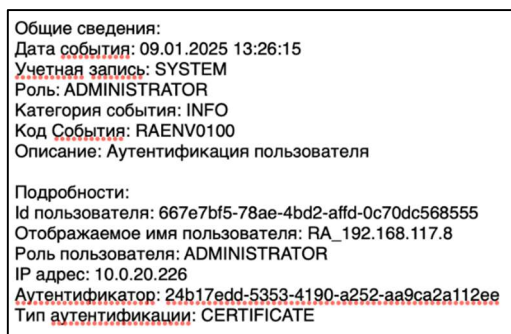 Общие сведения:
Дата события: 09.01.2025 13:26:15
Учетная запись: SYSTEM
Роль: ADMINISTRATOR
Категория события: INFO
Код События: RAENV0100
Описание: Аутентификация пользователя
Подробности:
Id пользователя: 667e7bf5-78ae-4bd2-affd-0c70dc568555
Отображаемое имя пользователя: RA_192.168.117.8
Роль пользователя: ADMINISTRATOR
IP адрес: 10.0.20.226
Аутентификатор: 24b17edd-5353-4190-a252-aa9ca2a112ee
Тип аутентификации: CERTIFICATE